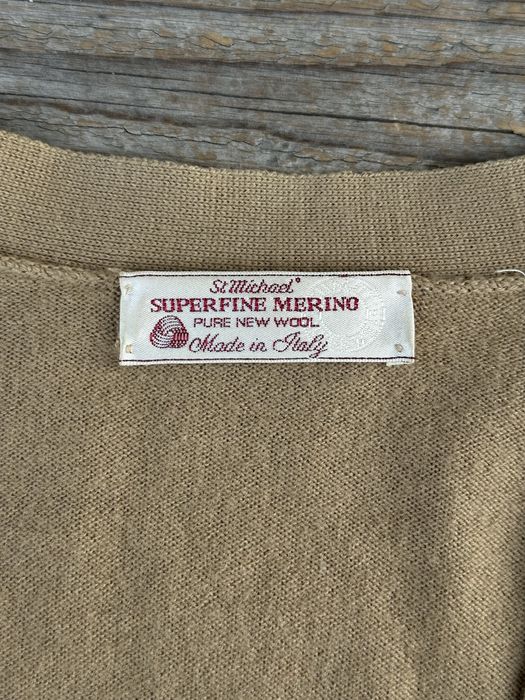 St Michael®
SUPERFINE MERINO
PURE NEW WOOL
Made in Italy